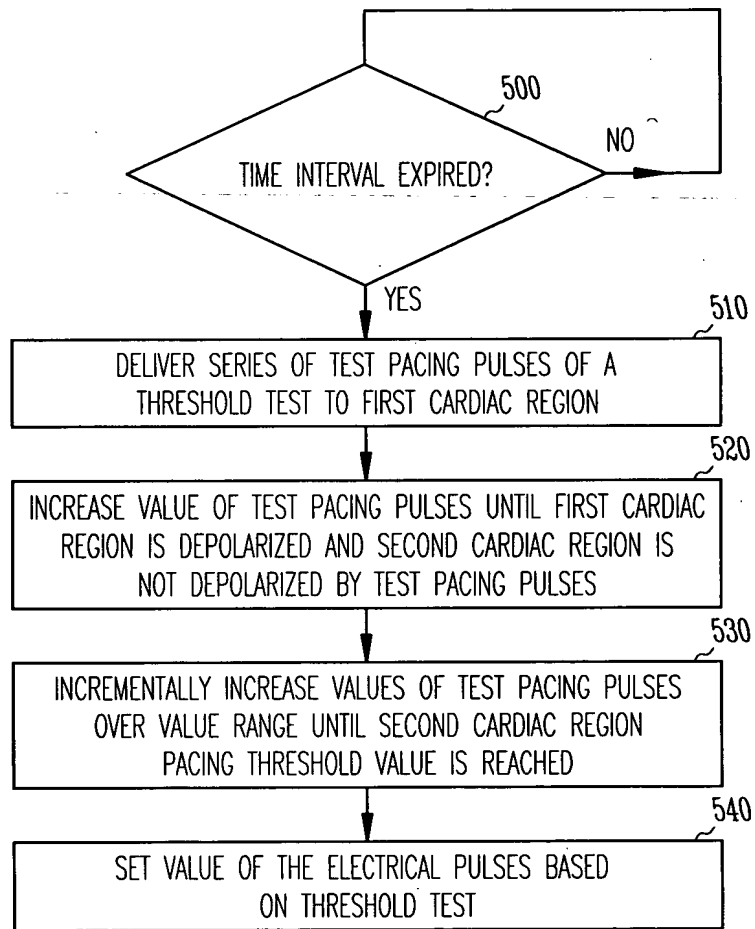 500
NO
TIME INTERVAL EXPIRED?
YES
510
DELIVER SERIES OF TEST PACING PULSES OF A
THRESHOLD TEST TO FIRST CARDIAC REGION
520
INCREASE VALUE OF TEST PACING PULSES UNTIL FIRST CARDIAC
REGION IS DEPOLARIZED AND SECOND CARDIAC REGION IS
NOT DEPOLARIZED BY TEST PACING PULSES
530
INCREMENTALLY INCREASE VALUES OF TEST PACING PULSES
OVER VALUE RANGE UNTIL SECOND CARDIAC REGION
PACING THRESHOLD VALUE IS REACHED
540
SET VALUE OF THE ELECTRICAL PULSES BASED
ON THRESHOLD TEST